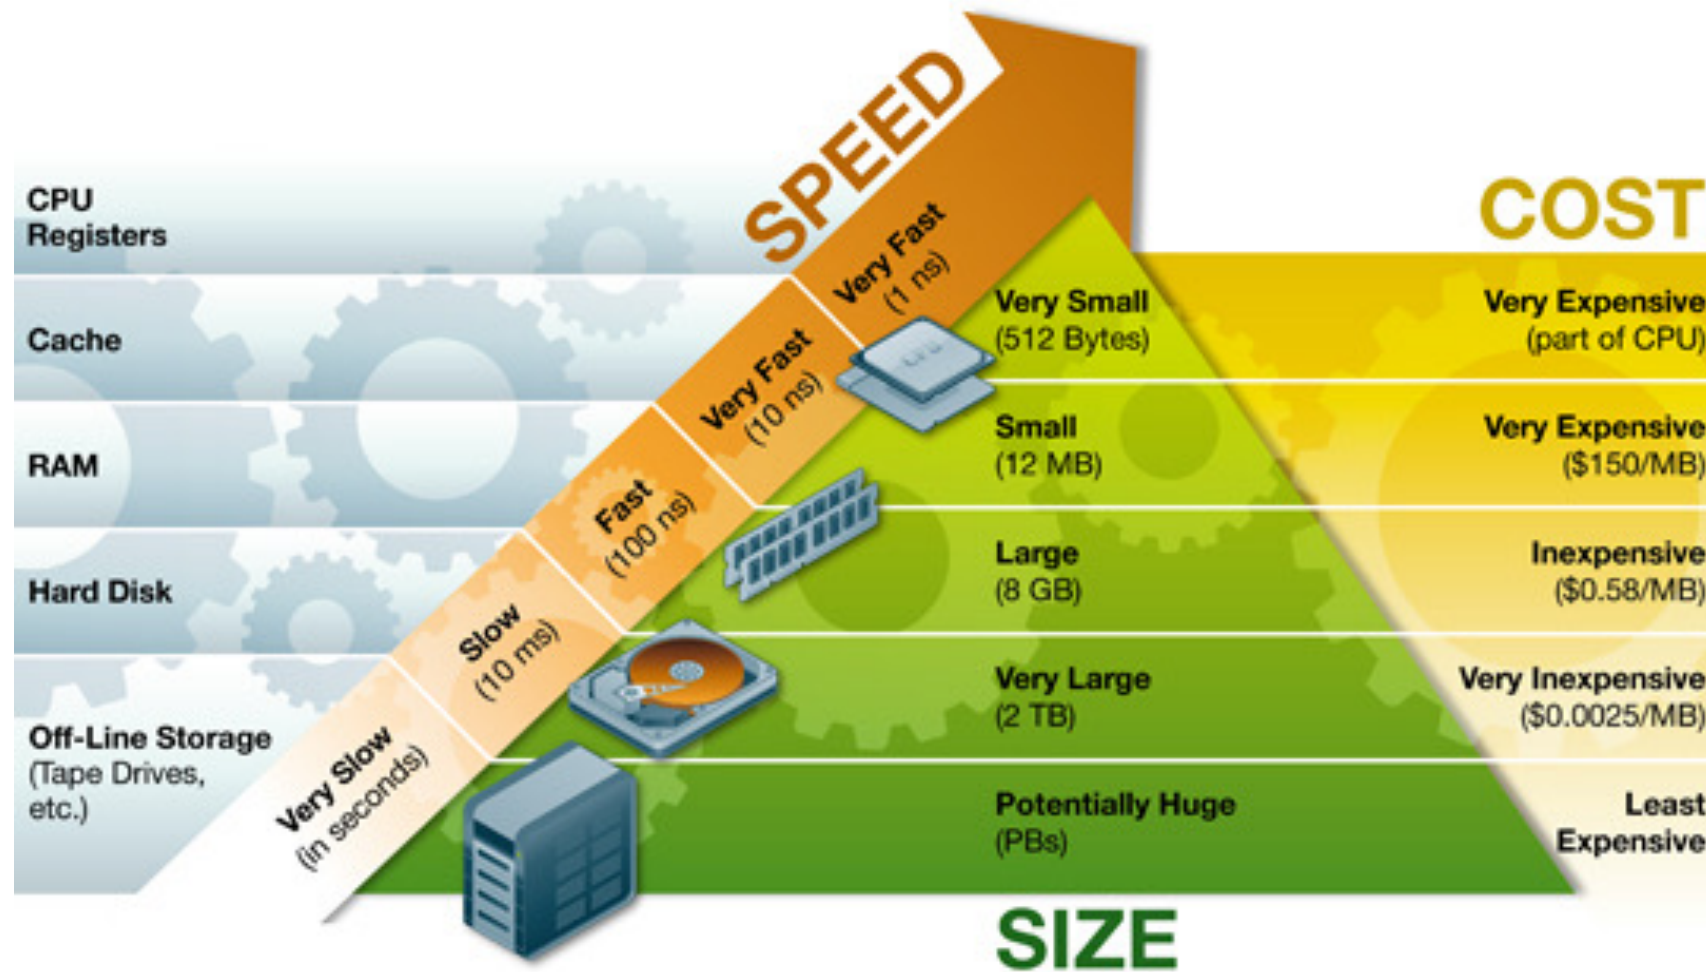 SPEED
COST
CPU
Registers
Cache
RAM
Hard Disk
Off-Line Storage
(Tape Drives,
etc.)
Very Fast
(1 ns)
Very Fast
(10 ns)
Fast
(100 ns)
Slow
(10 ms)
Very Slow
(in seconds)
CPU
Very Small
(512 Bytes)
Small
(12 MB)
Large
(8 GB)
Very Large
(2 TB)
Potentially Huge
(PBs)
Very Expensive
(part of CPU)
Very Expensive
($150/MB)
Inexpensive
($0.58/MB)
Very Inexpensive
($0.0025/MB)
Least
Expensive
SIZE